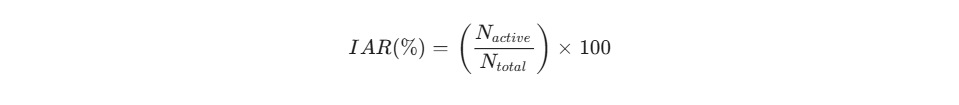 IAR(%) = (N_active / N_total) × 100